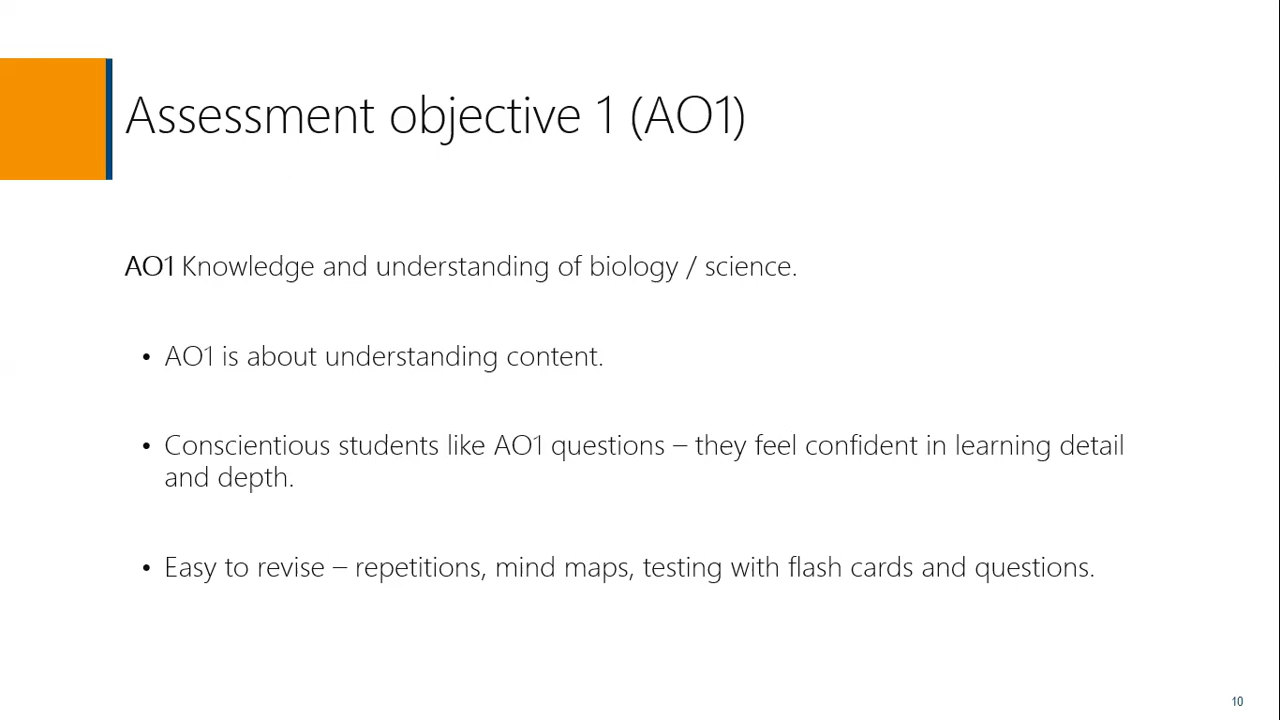 Assessment objective 1 (AO1)
AO1 Knowledge and understanding of biology / science.
• AO1 is about understanding content.
• Conscientious students like AO1 questions – they feel confident in learning detail
and depth.
• Easy to revise – repetitions, mind maps, testing with flash cards and questions.
10